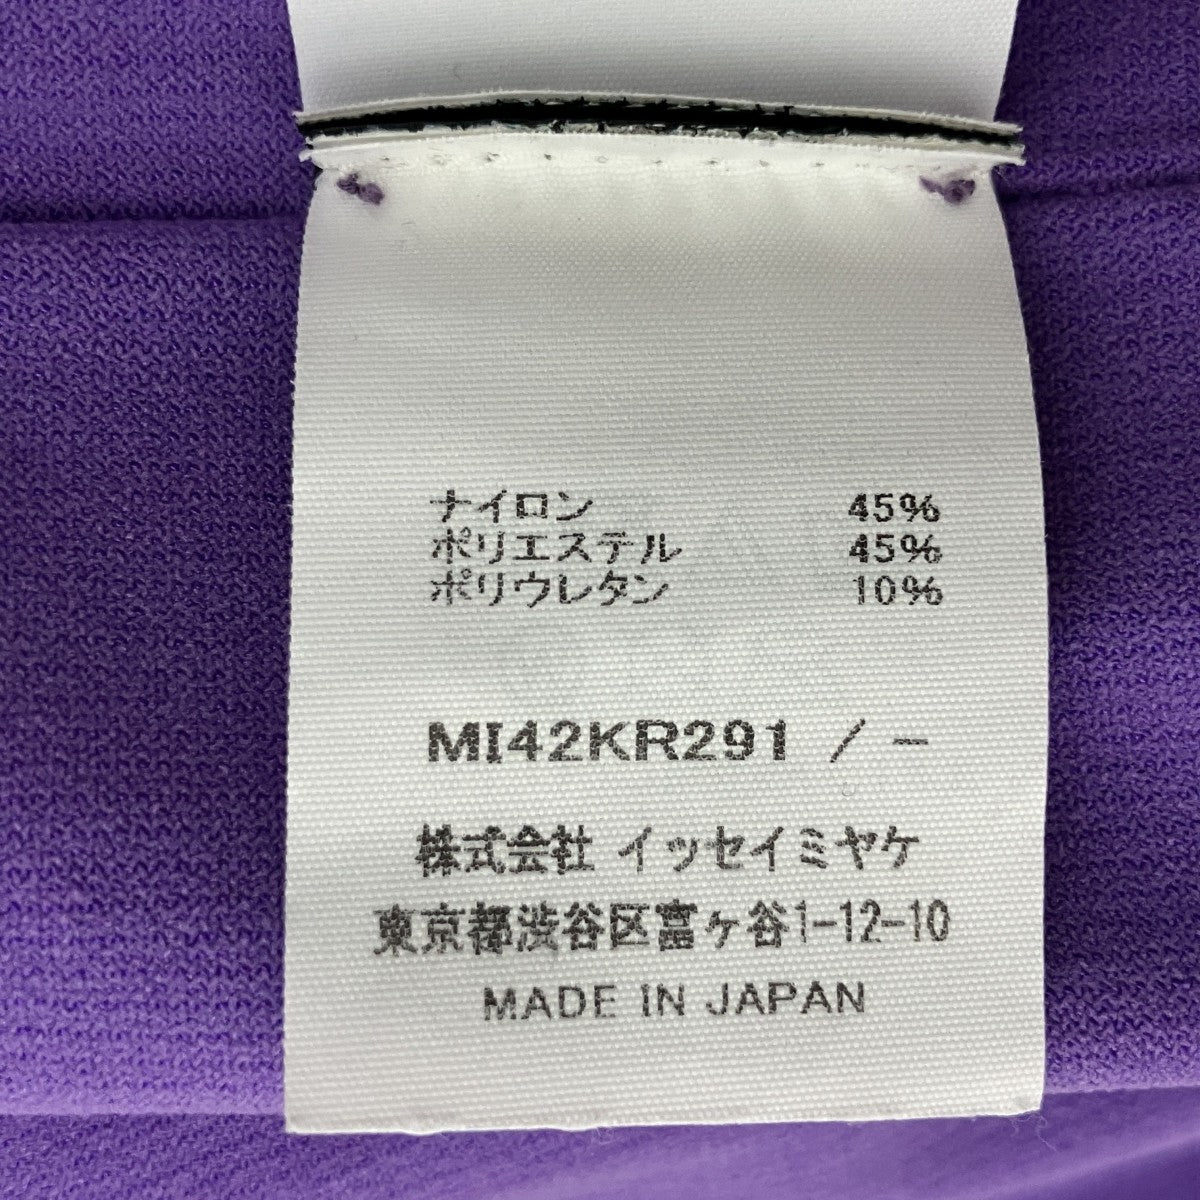 ナイロン 45%
ポリエステル 45%
ポリウレタン 10%
MI42KR291 / -
株式会社 イッセイミヤケ
東京都渋谷区富ヶ谷1-12-10
MADE IN JAPAN